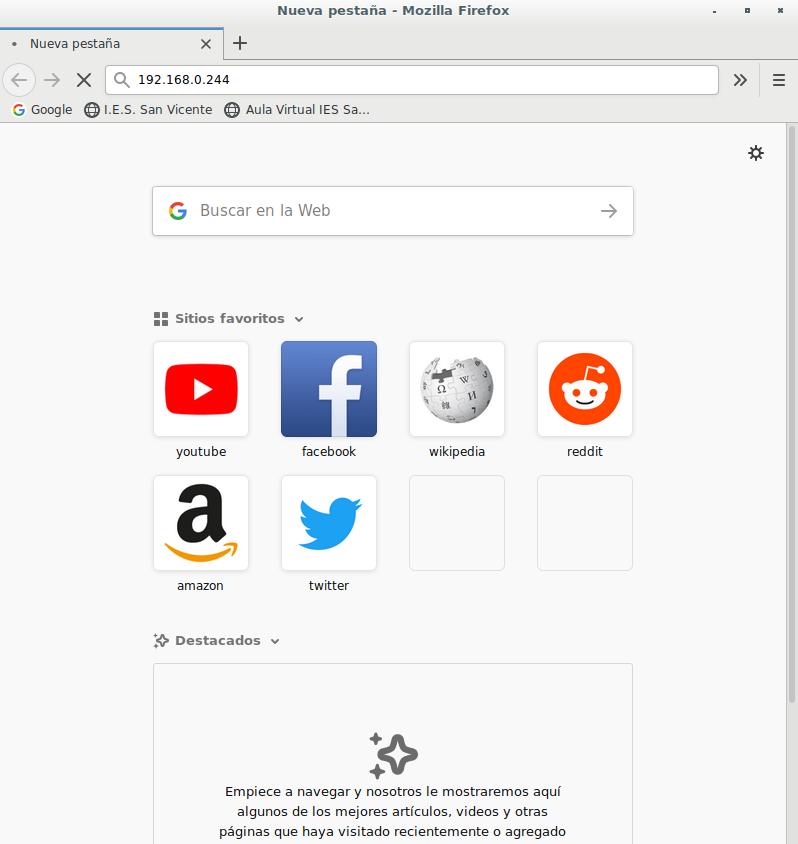 Nueva pestaña - Mozilla Firefox
Nueva pestaña
192.168.0.244
Google I.E.S. San Vicente Aula Virtual IES Sa...
Buscar en la Web
Sitios favoritos
youtube facebook wikipedia reddit
amazon twitter
Destacados
Empiece a navegar y nosotros le mostraremos aquí
algunos de los mejores artículos, videos y otras
páginas que haya visitado recientemente o agregado